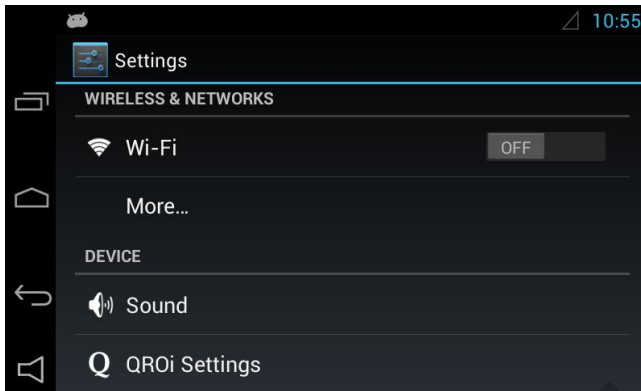 10:55
Settings
WIRELESS & NETWORKS
Wi-Fi OFF
More...
DEVICE
Sound
Q QROi Settings